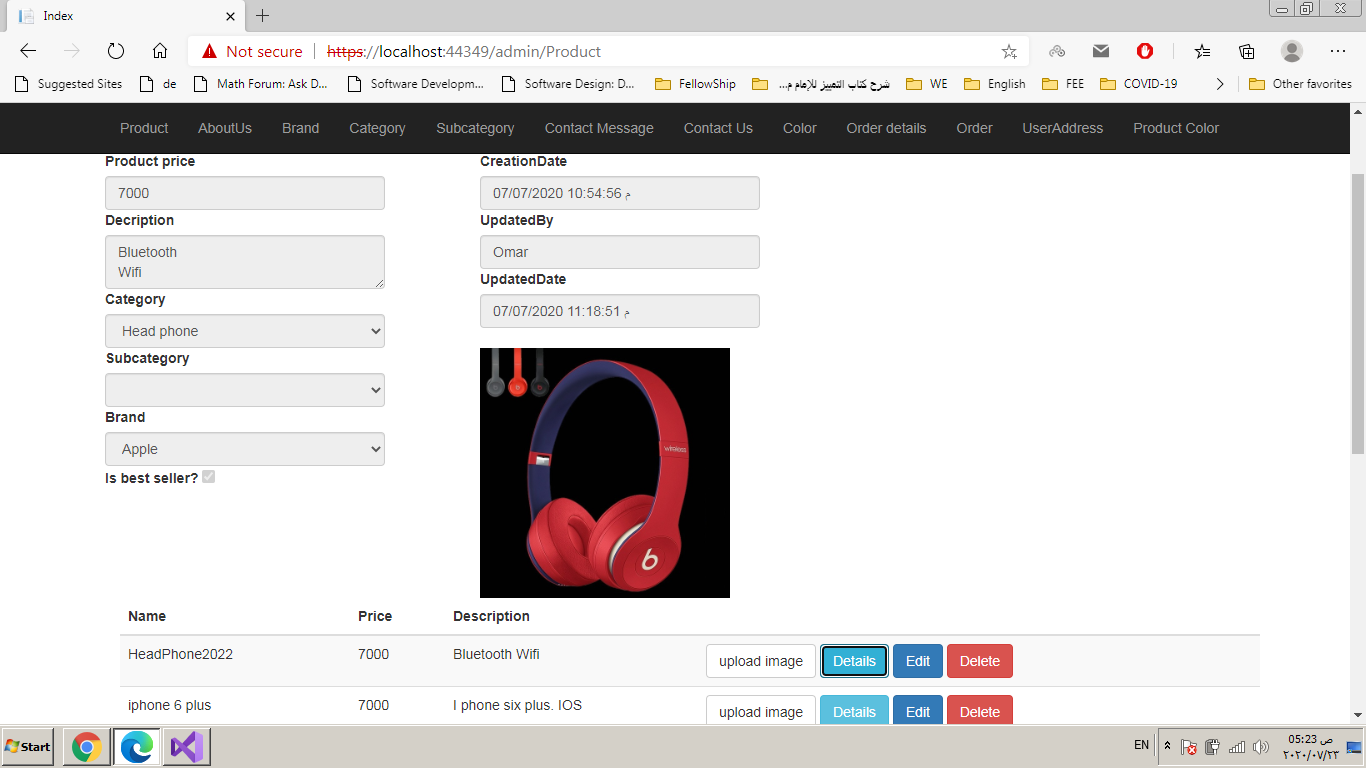 Index
Not secure
https://localhost:44349/admin/Product
Suggested Sites
de
Math Forum: Ask D...
Software Developm...
Software Design: D...
FellowShip
شرح كتاب التمييز للإمام م...
WE
English
FEE
COVID-19
Other favorites
Product AboutUs Brand Category Subcategory Contact Message Contact Us Color Order details Order UserAddress Product Color
Product price
7000
Decription
Bluetooth
Wifi
Category
Head phone
Subcategory
Brand
Apple
Is best seller?
CreationDate
07/07/2020 10:54:56 م
UpdatedBy
Omar
UpdatedDate
07/07/2020 11:18:51 م
wireless
b
Name Price Description
HeadPhone2022 7000 Bluetooth Wifi upload image Details Edit Delete
iphone 6 plus 7000 I phone six plus. IOS upload image Details Edit Delete
Start
EN
05:23 ص
٢٠٢٠/٠٧/٢٣